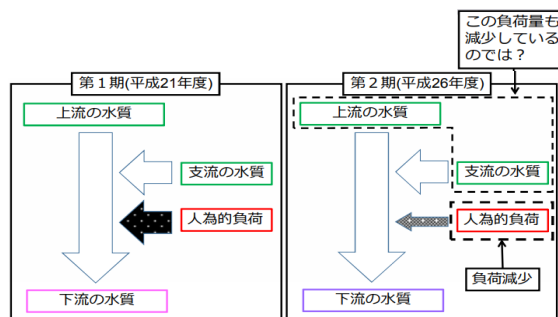 この負荷量も
減少している
のでは？
第１期(平成21年度)
上流の水質
支流の水質
人為的負荷
下流の水質
第２期(平成26年度)
上流の水質
支流の水質
人為的負荷
負荷減少
下流の水質